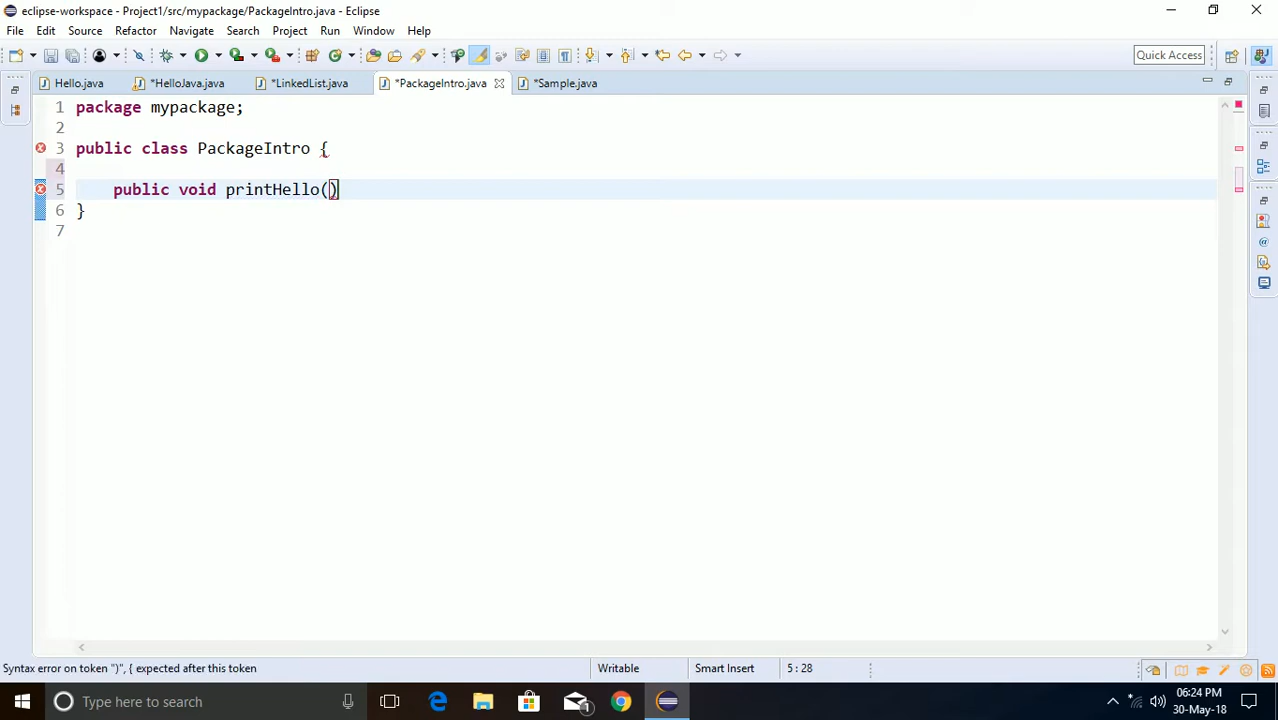 eclipse-workspace - Project1/src/mypackage/PackageIntro.java - Eclipse
File Edit Source Refactor Navigate Search Project Run Window Help
Quick Access
Hello.java *HelloJava.java *LinkedList.java *PackageIntro.java *Sample.java
1 package mypackage;
2
3 public class PackageIntro {
4
5 public void printHello()
6 }
7
Syntax error on token ")", { expected after this token Writable Smart Insert 5 : 28
Type here to search 1 06:24 PM
30-May-18